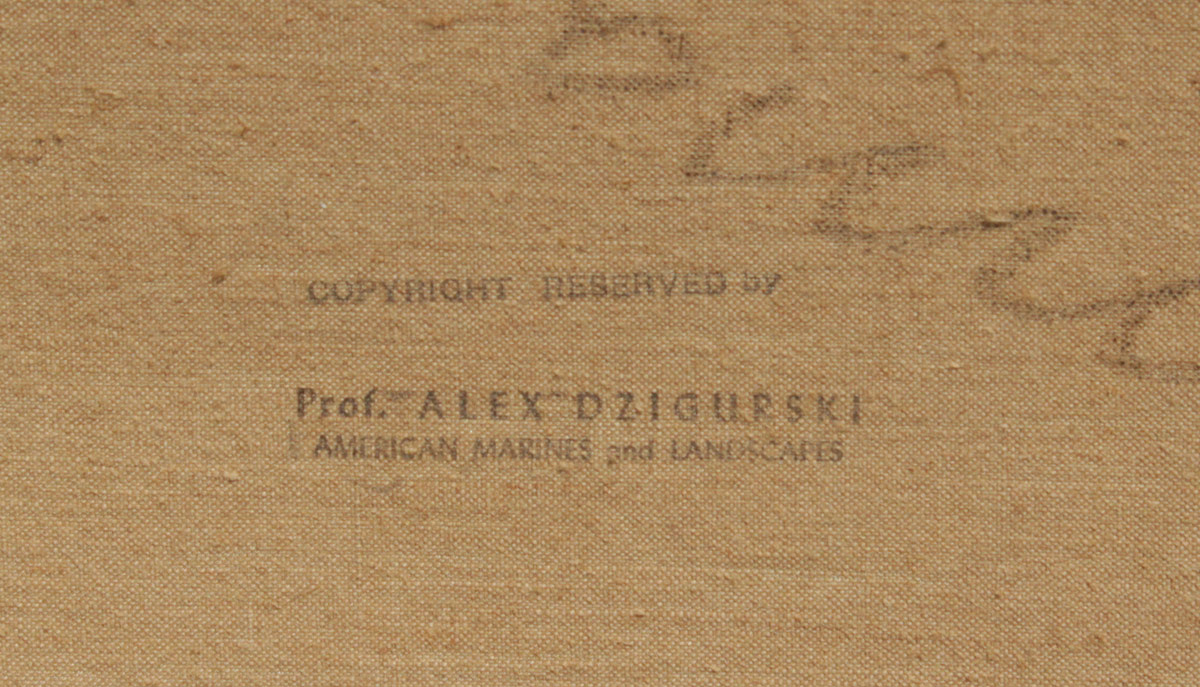 COPYRIGHT RESERVED by
Prof. ALEX DZIGURSKI
AMERICAN MARINES and LANDSCAPES